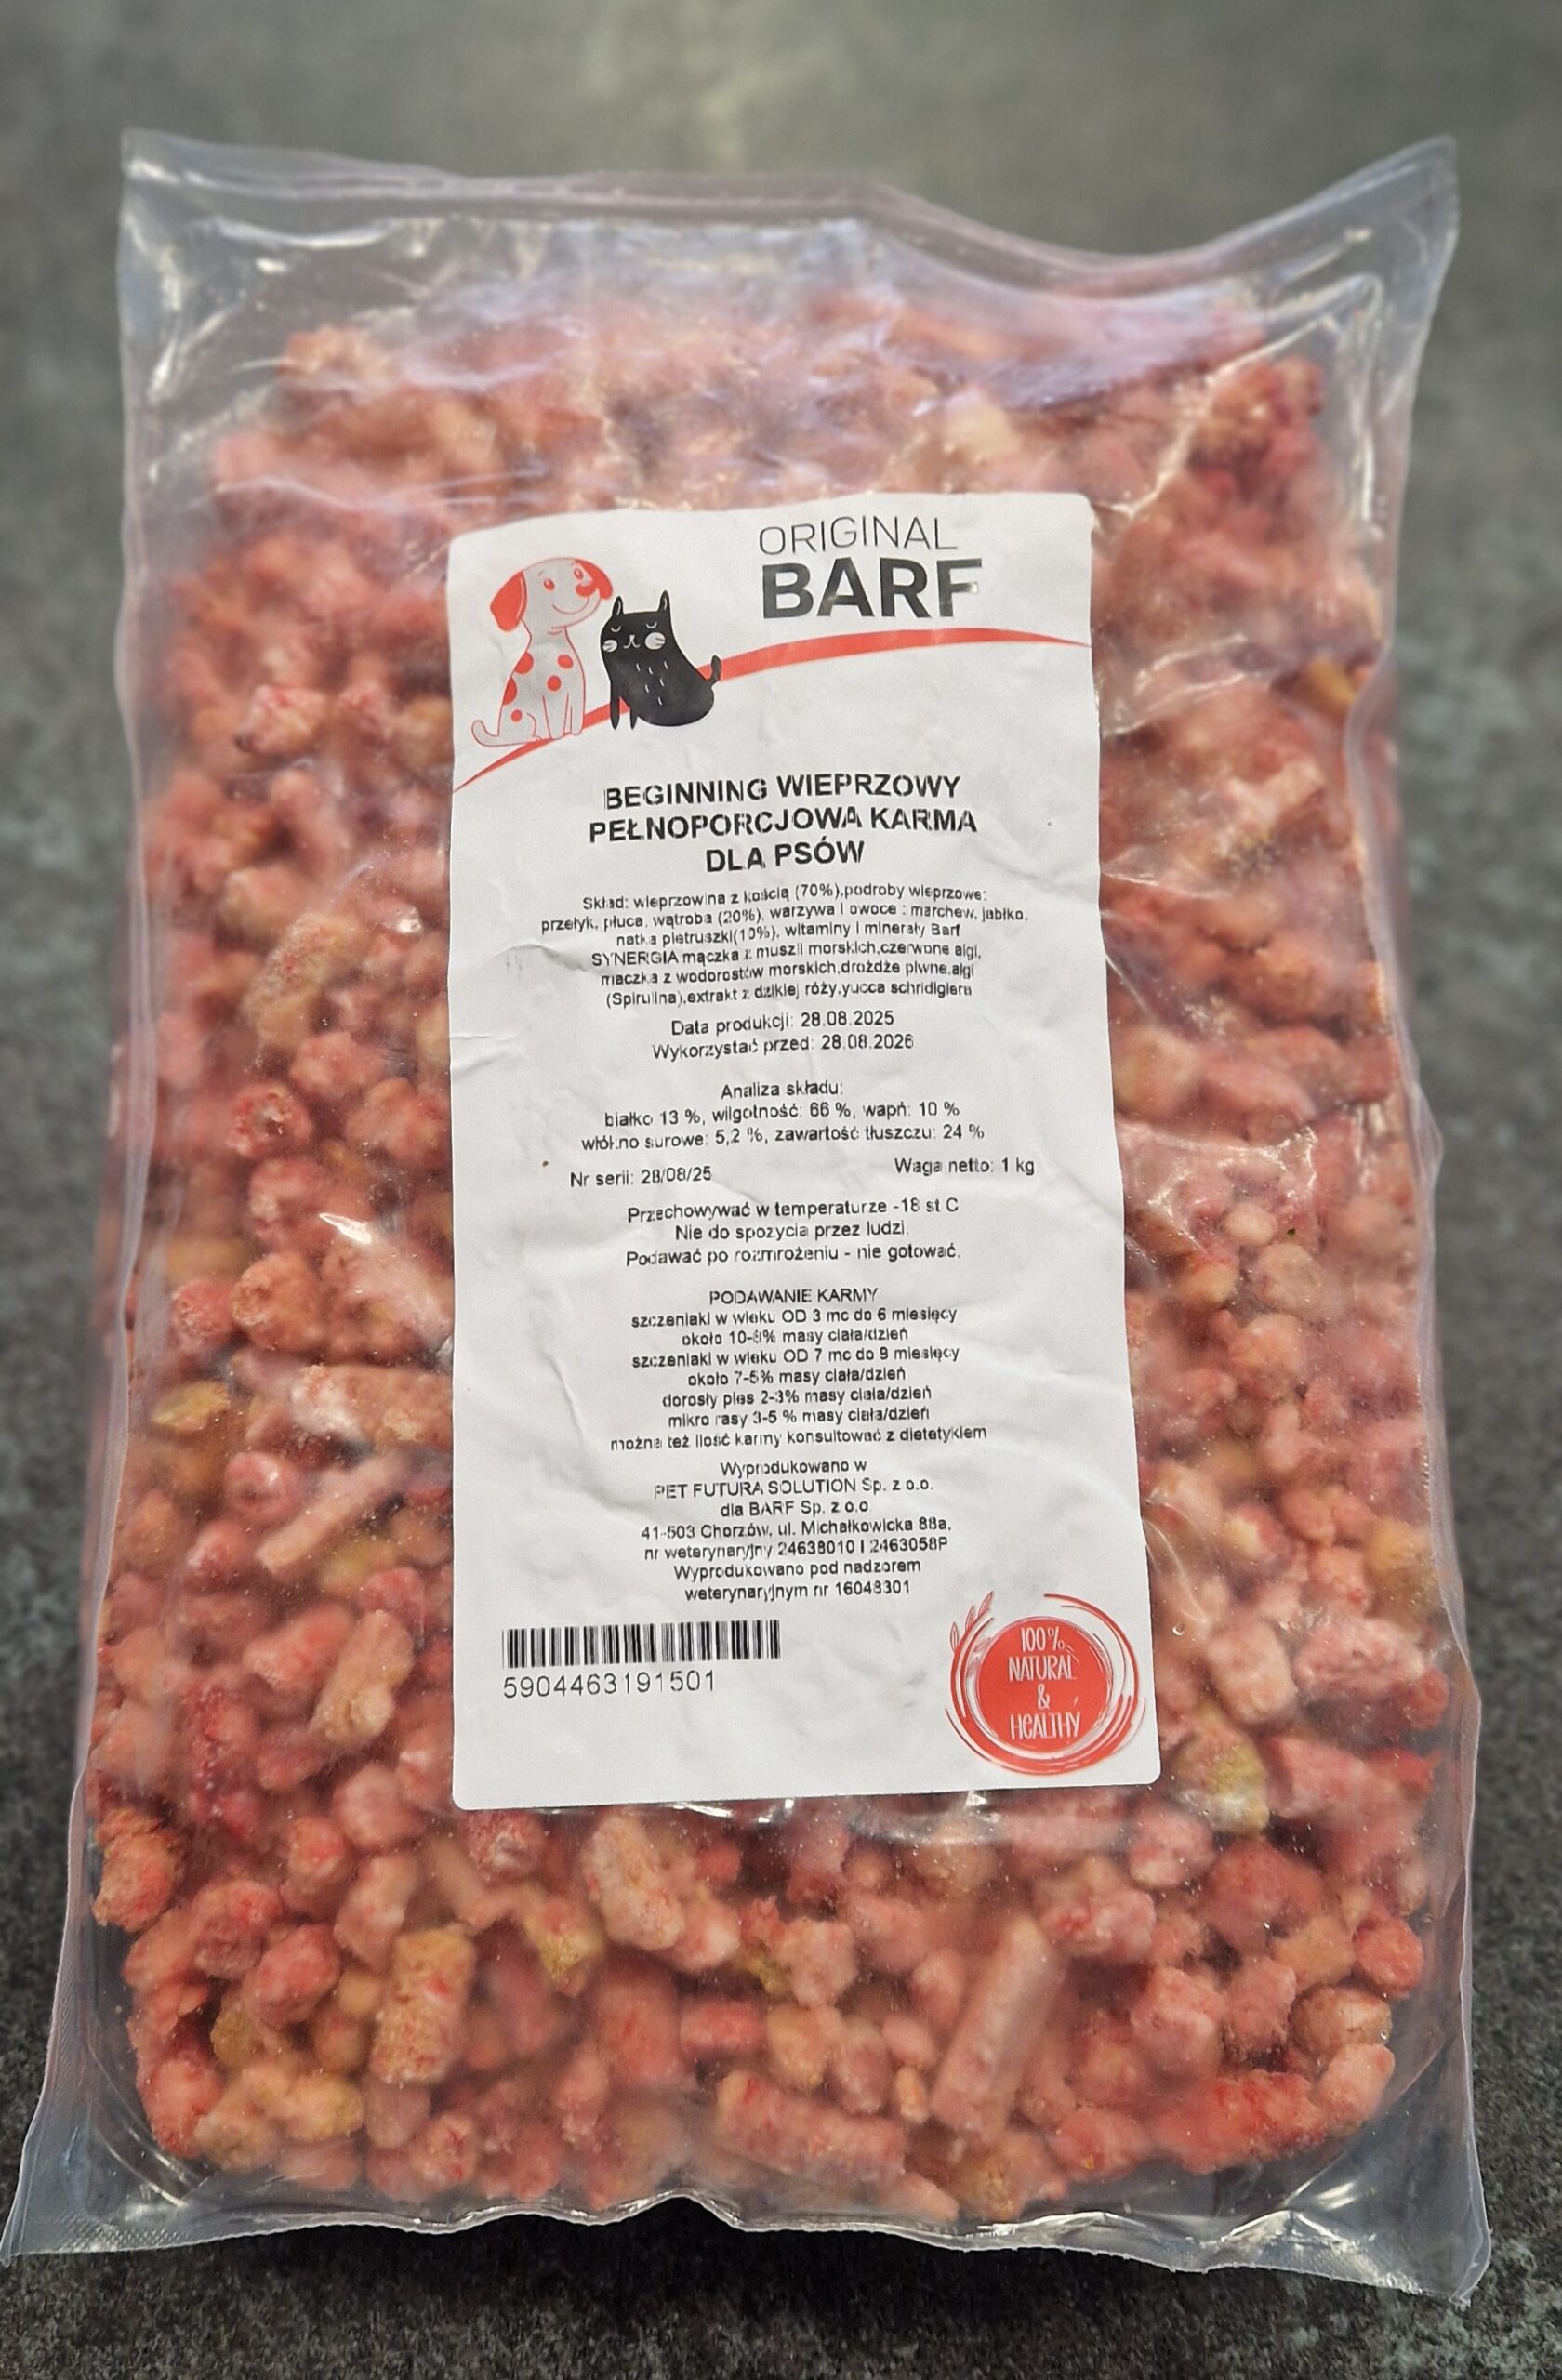 ORIGINAL
BARF
BEGINNING WIEPRZOWY
PEŁNOPORCJOWA KARMA
DLA PSÓW
Skład: wieprzowina z kością (70%),podroby wieprzowe:
przełyk, płuca, wątroba (20%), warzywa i owoce : marchew, jabłko,
natka pietruszki(10%), witaminy i minerały Barf
SYNERGIA mączka z muszli morskich,czerwone algi,
mączka z wodorostów morskich,drożdże piwne,algi
(Spirulina),extrakt z dzikiej róży,yucca schridigiera
Data produkcji: 28.08.2025
Wykorzystać przed: 28.08.2026
Analiza składu:
białko 13 %, wilgotność: 66 %, wapń: 10 %
włókno surowe: 5,2 %, zawartość tłuszczu: 24 %
Nr serii: 28/08/25 Waga netto: 1 kg
Przechowywać w temperaturze -18 st C
Nie do spożycia przez ludzi.
Podawać po rozmrożeniu - nie gotować.
PODAWANIE KARMY
szczeniaki w wieku OD 3 mc do 6 miesięcy
około masy ciała/dzień
szczeniaki w wieku OD 7 mc do 9 miesięcy
około 7-5% masy ciała/dzień
dorosły pies 2-3% masy ciała/dzień
mikro rasy 3-5 % masy ciała/dzień
można też ilość karmy konsultować z dietetykiem
Wyprodukowano w
PET FUTURA SOLUTION Sp. z o.o.
dla BARF Sp. z o.o
41-503 Chorzów, ul. Michałkowicka 88a,
nr weterynaryjny 24638010 I 2463058P
Wyprodukowano pod nadzorem
weterynaryjnym nr 16048301
5904463191501
100%
NATURAL
&
HEALTHY